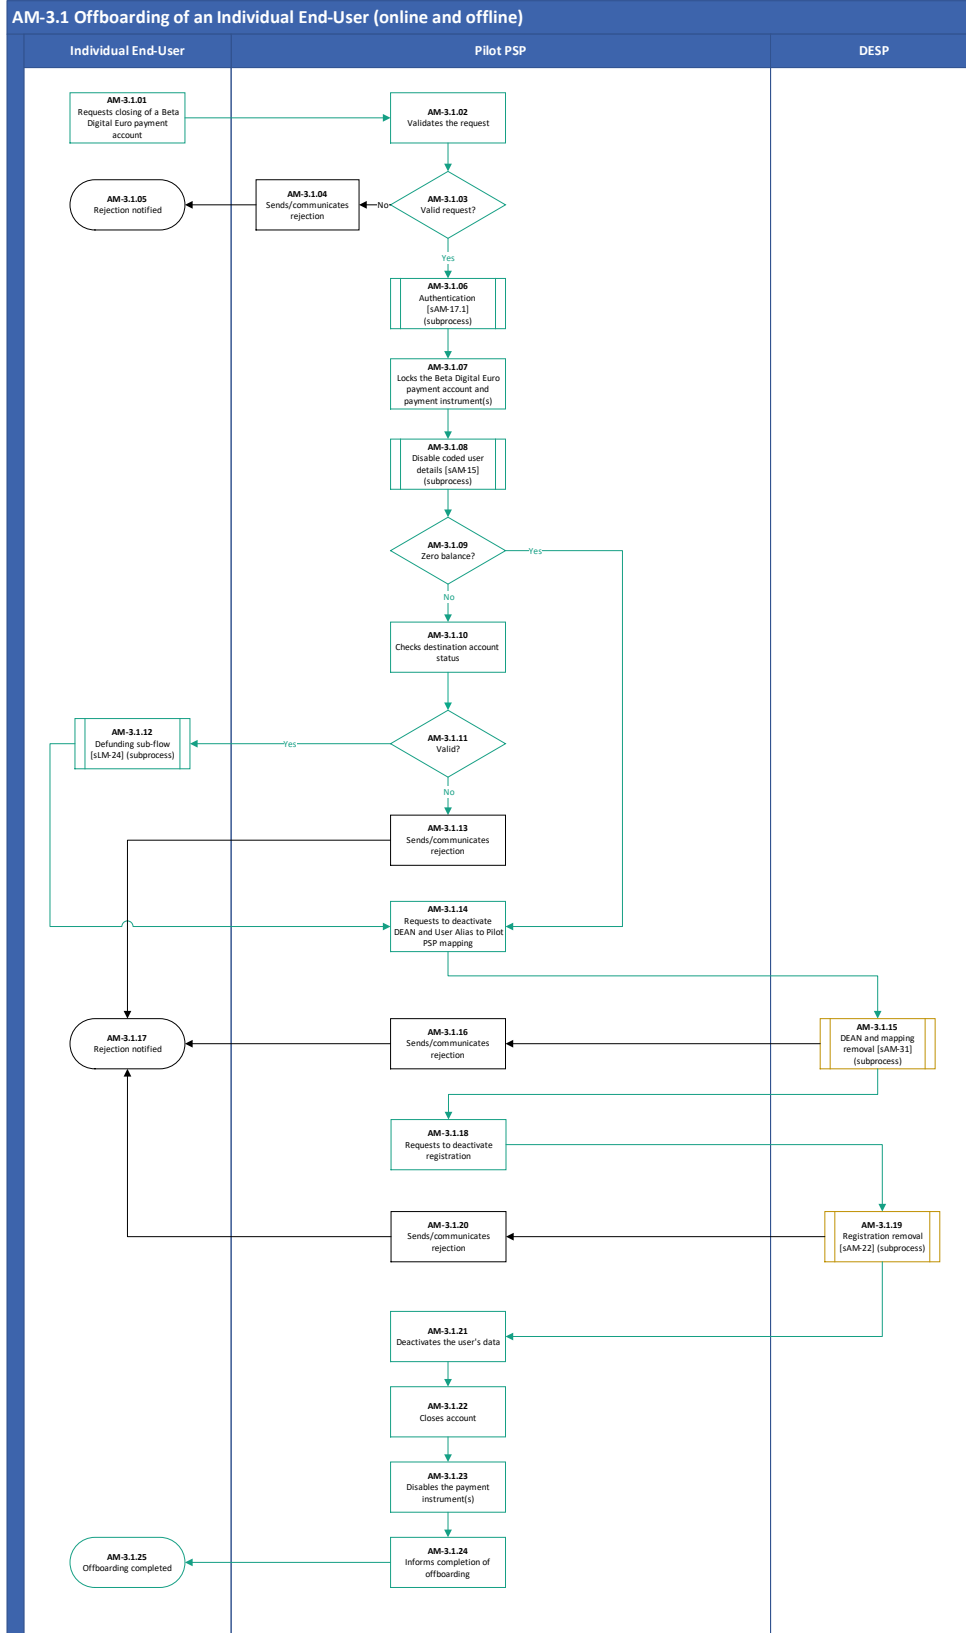 AM-3.1 Offboarding of an Individual End-User (online and offline)
Individual End-User
Pilot PSP
DESP
AM-3.1.01
Requests closing of a Beta
Digital Euro payment
account
AM-3.1.02
Validates the request
AM-3.1.03
Valid request?
No
AM-3.1.04
Sends/communicates
rejection
AM-3.1.05
Rejection notified
Yes
AM-3.1.06
Authentication
[sAM-17.1]
(subprocess)
AM-3.1.07
Locks the Beta Digital Euro
payment account and
payment instrument(s)
AM-3.1.08
Disable coded user
details [sAM-15]
(subprocess)
AM-3.1.09
Zero balance?
Yes
No
AM-3.1.10
Checks destination account
status
AM-3.1.11
Valid?
Yes
AM-3.1.12
Defunding sub-flow
[sLM-24] (subprocess)
No
AM-3.1.13
Sends/communicates
rejection
AM-3.1.14
Requests to deactivate
DEAN and User Alias to Pilot
PSP mapping
AM-3.1.15
DEAN and mapping
removal [sAM-31]
(subprocess)
AM-3.1.16
Sends/communicates
rejection
AM-3.1.17
Rejection notified
AM-3.1.18
Requests to deactivate
registration
AM-3.1.19
Registration removal
[sAM-22] (subprocess)
AM-3.1.20
Sends/communicates
rejection
AM-3.1.21
Deactivates the user's data
AM-3.1.22
Closes account
AM-3.1.23
Disables the payment
instrument(s)
AM-3.1.24
Informs completion of
offboarding
AM-3.1.25
Offboarding completed